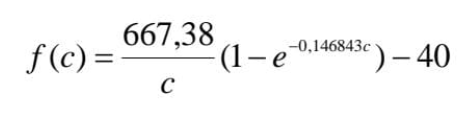 f(c) = 667,38/c (1 – e^–0,146843c) – 40